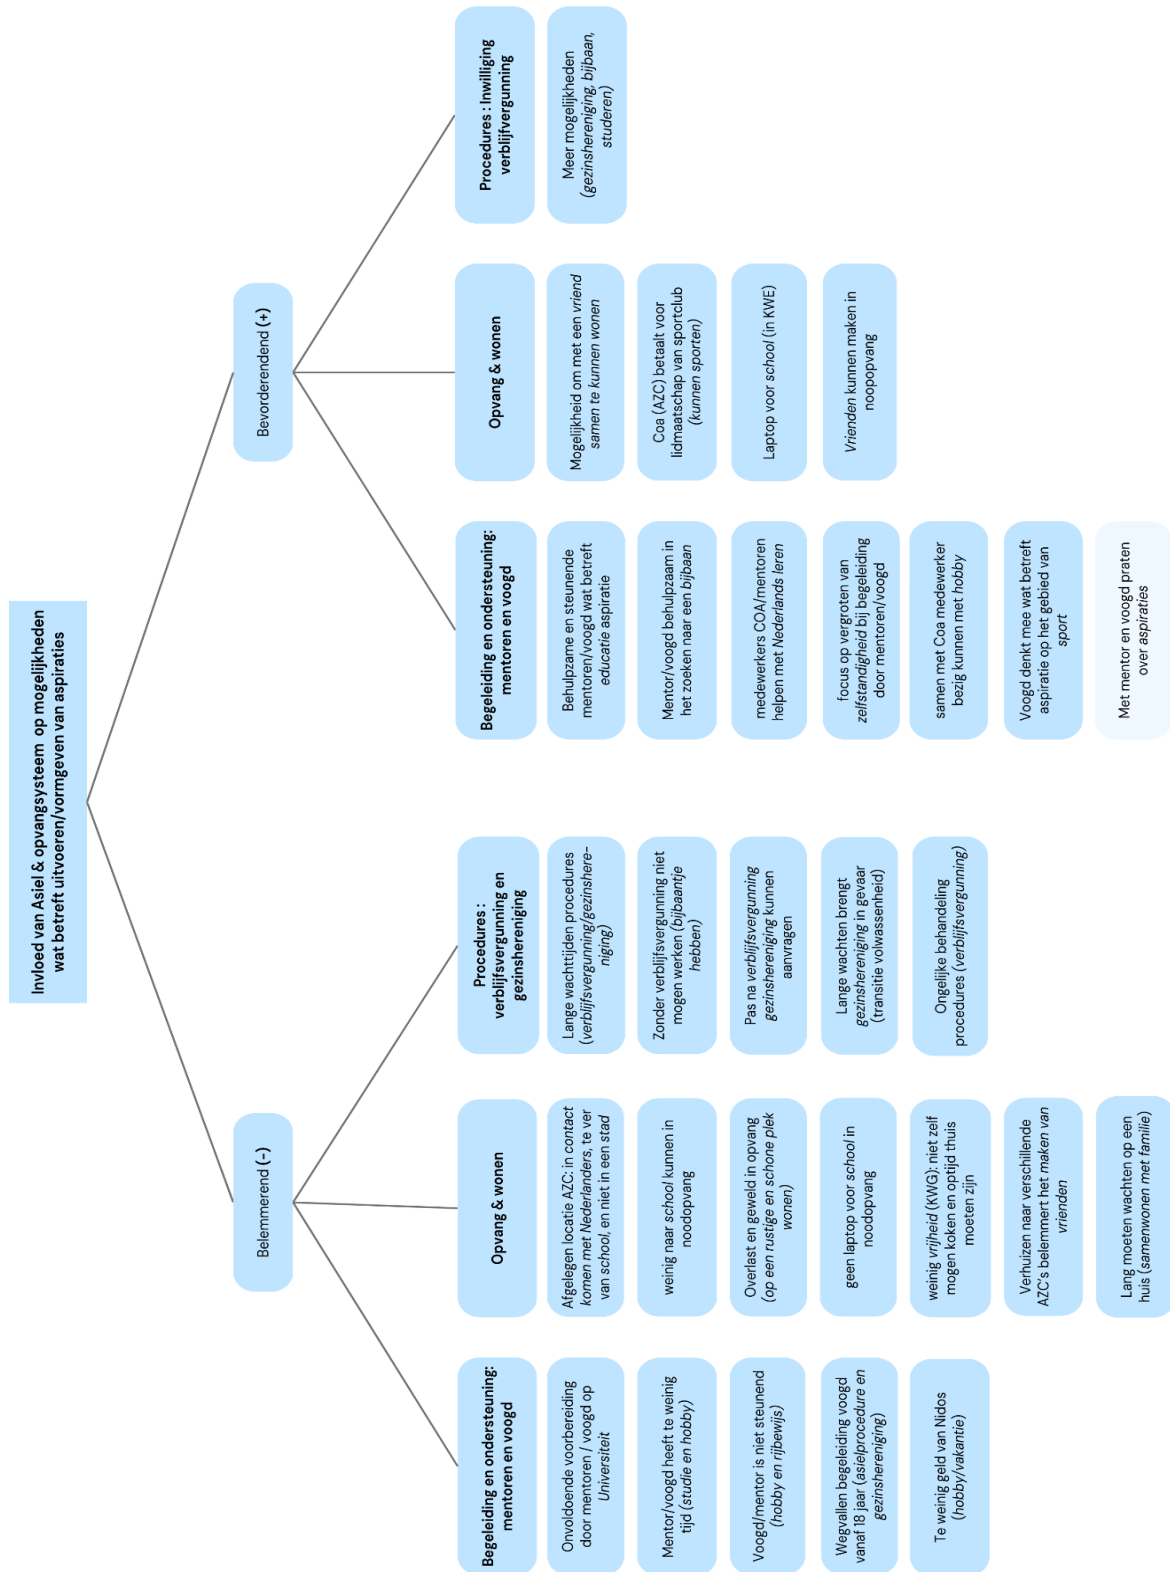 Invloed van Asiel & opvangsysteem op mogelijkheden
wat betreft uitvoeren/vormgeven van aspiraties
Belemmerend (-)
Bevorderendend (+)
Begeleiding en ondersteuning:
mentoren en voogd
Onvoldoende voorbereiding
door mentoren / voogd op
Universiteit
Mentor/voogd heeft te weinig
tijd (studie en hobby)
Voogd/mentor is niet steunend
(hobby en rijbewijs)
Wegvallen begeleiding voogd
vanaf 18 jaar (asielprocedure en
gezinshereniging)
Te weinig geld van Nidos
(hobby/vakantie)
Opvang & wonen
Afgelegen locatie AZC: in contact
komen met Nederlanders, te ver
van school, en niet in een stad
weinig naar school kunnen in
noodopvang
Overlast en geweld in opvang
(op een rustige en schone plek
wonen)
geen laptop voor school in
noodopvang
weinig vrijheid (KWG): niet zelf
mogen koken en optijd thuis
moeten zijn
Verhuizen naar verschillende
AZC's belemmert het maken van
vrienden
Lang moeten wachten op een
huis (samenwonen met familie)
Procedures :
verblijfsvergunning en
gezinshereniging
Lange wachttijden procedures
(verblijfsvergunning/gezinshere-
niging)
Zonder verblijfsvergunning niet
mogen werken (bijbaantje
hebben)
Pas na verblijfsvergunning
gezinshereniging kunnen
aanvragen
Lange wachten brengt
gezinshereniging in gevaar
(transitie volwassenheid)
Ongelijke behandeling
procedures (verblijfsvergunning)
Begeleiding en ondersteuning:
mentoren en voogd
Behulpzame en steunende
mentoren/voogd wat betreft
educatie aspiratie
Mentor/voogd behulpzaam in
het zoeken naar een bijbaan
medewerkers COA/mentoren
helpen met Nederlands leren
focus op vergroten van
zelfstandigheid bij begeleiding
door mentoren/voogd
samen met Coa medewerker
bezig kunnen met hobby
Voogd denkt mee wat betreft
aspiratie op het gebied van
sport
Met mentor en voogd praten
over aspiraties
Opvang & wonen
Mogelijkheid om met een vriend
samen te kunnen wonen
Coa (AZC) betaalt voor
lidmaatschap van sportclub
(kunnen sporten)
Laptop voor school (in KWE)
Vrienden kunnen maken in
noopopvang
Procedures : Inwilliging
verblijfvergunning
Meer mogelijkheden
(gezinshereniging, bijbaan,
studeren)